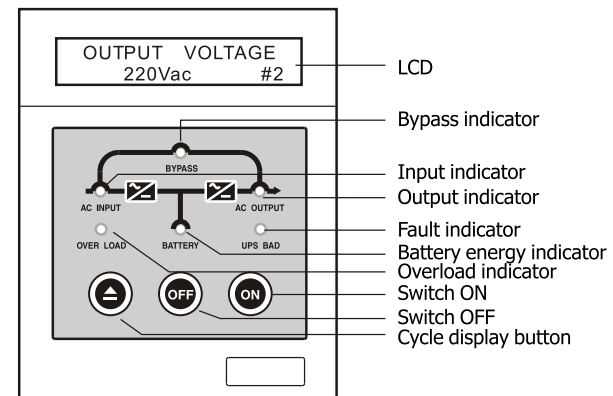 OUTPUT VOLTAGE
220Vac #2
LCD
Bypass indicator
BYPASS
Input indicator
Output indicator
AC INPUT
AC OUTPUT
Fault indicator
OVER LOAD
BATTERY
UPS BAD
Battery energy indicator
Overload indicator
Switch ON
OFF
ON
Switch OFF
Cycle display button